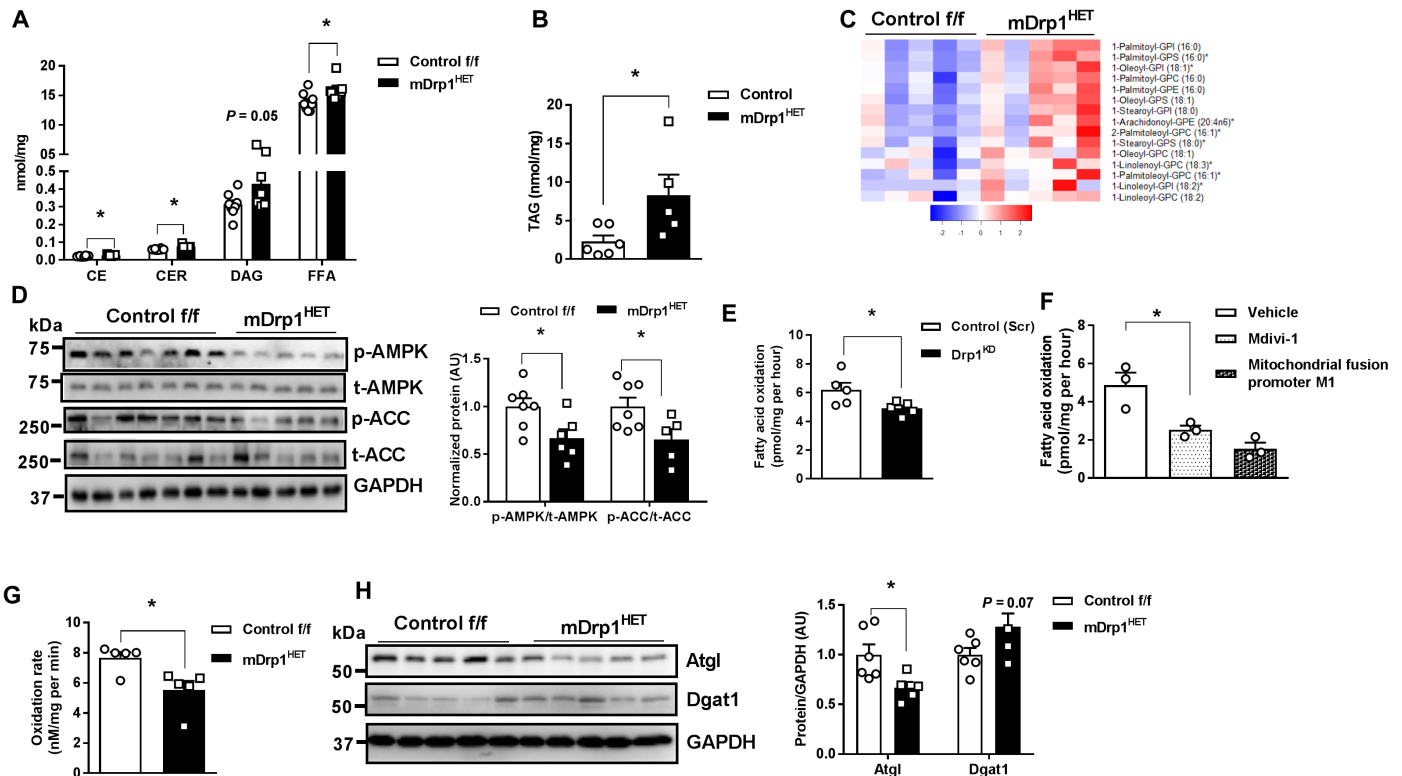 A
*
Control f/f
mDrp1HET
P = 0.05
*
*
nmol/mg
20
15
10
05
0.5
0.4
0.3
0.2
0.1
0.0
CE
CER
DAG
FFA
B
*
Control
mDrp1HET
TAG (nmol/mg)
20
15
10
5
0
C
Control f/f
mDrp1HET
1-Palmitoyl-GPI (16:0)
1-Palmitoyl-GPS (16:0)*
1-Oleoyl-GPI (18:1)*
1-Palmitoyl-GPC (16:0)
1-Palmitoyl-GPE (16:0)
1-Oleoyl-GPS (18:1)
1-Stearoyl-GPI (18:0)
1-Arachidonoyl-GPE (20:4n6)*
2-Palmitoleoyl-GPC (16:1)*
1-Stearoyl-GPS (18:0)*
1-Oleoyl-GPC (18:1)
1-Linolenoyl-GPC (18:3)*
1-Palmitoleoyl-GPC (16:1)*
1-Linoleoyl-GPI (18:2)*
1-Linoleoyl-GPC (18:2)
-2 -1 0 1 2
D
kDa
Control f/f
mDrp1HET
75
p-AMPK
75
t-AMPK
250
p-ACC
250
t-ACC
37
GAPDH
Control f/f
mDrp1HET
*
*
Normalized protein (AU)
1.5
1.0
0.5
0.0
p-AMPK/t-AMPK
p-ACC/t-ACC
E
*
Control (Scr)
Drp1KD
Fatty acid oxidation
(pmol/mg per hour)
10
8
6
4
2
0
F
*
Vehicle
Mdivi-1
Mitochondrial fusion
promoter M1
Fatty acid oxidation
(pmol/mg per hour)
8
6
4
2
0
G
*
Control f/f
mDrp1HET
Oxidation rate
(nM/mg per min)
10
8
6
4
2
0
H
kDa
Control f/f
mDrp1HET
50
Atgl
50
Dgat1
37
GAPDH
*
P = 0.07
Control f/f
mDrp1HET
Protein/GAPDH (AU)
1.5
1.0
0.5
0.0
Atgl
Dgat1